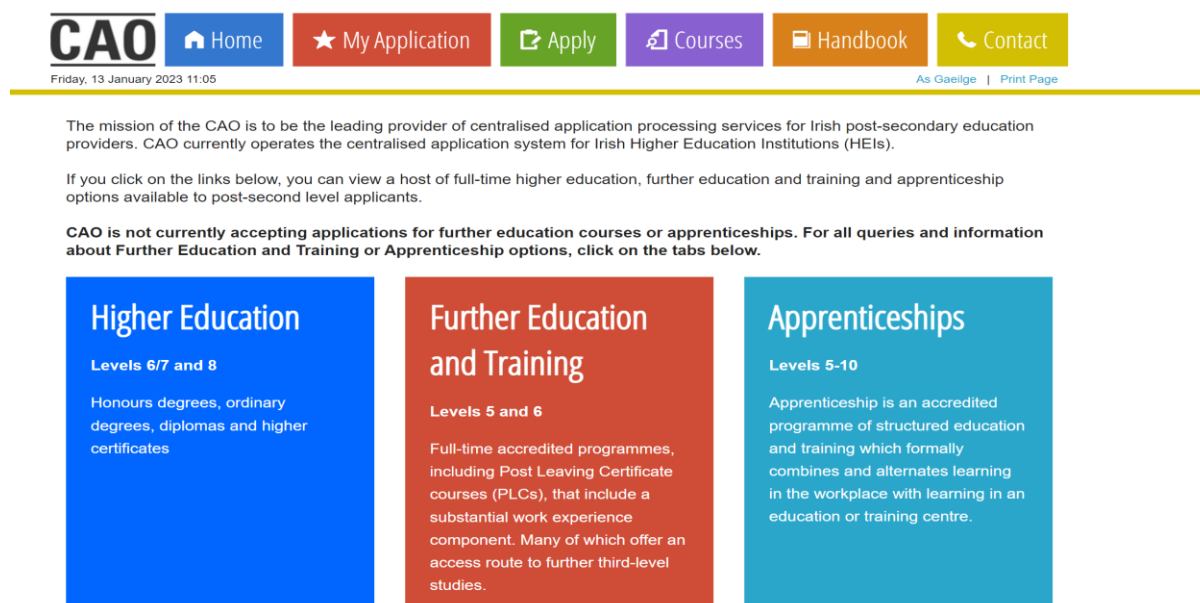 CAO Home My Application Apply Courses Handbook Contact
Friday, 13 January 2023 11:05 As Gaeilge | Print Page
The mission of the CAO is to be the leading provider of centralised application processing services for Irish post-secondary education
providers. CAO currently operates the centralised application system for Irish Higher Education Institutions (HEIs).
If you click on the links below, you can view a host of full-time higher education, further education and training and apprenticeship
options available to post-second level applicants.
CAO is not currently accepting applications for further education courses or apprenticeships. For all queries and information
about Further Education and Training or Apprenticeship options, click on the tabs below.
Higher Education
Levels 6/7 and 8
Honours degrees, ordinary
degrees, diplomas and higher
certificates
Further Education
and Training
Levels 5 and 6
Full-time accredited programmes,
including Post Leaving Certificate
courses (PLCs), that include a
substantial work experience
component. Many of which offer an
access route to further third-level
studies.
Apprenticeships
Levels 5-10
Apprenticeship is an accredited
programme of structured education
and training which formally
combines and alternates learning
in the workplace with learning in an
education or training centre.